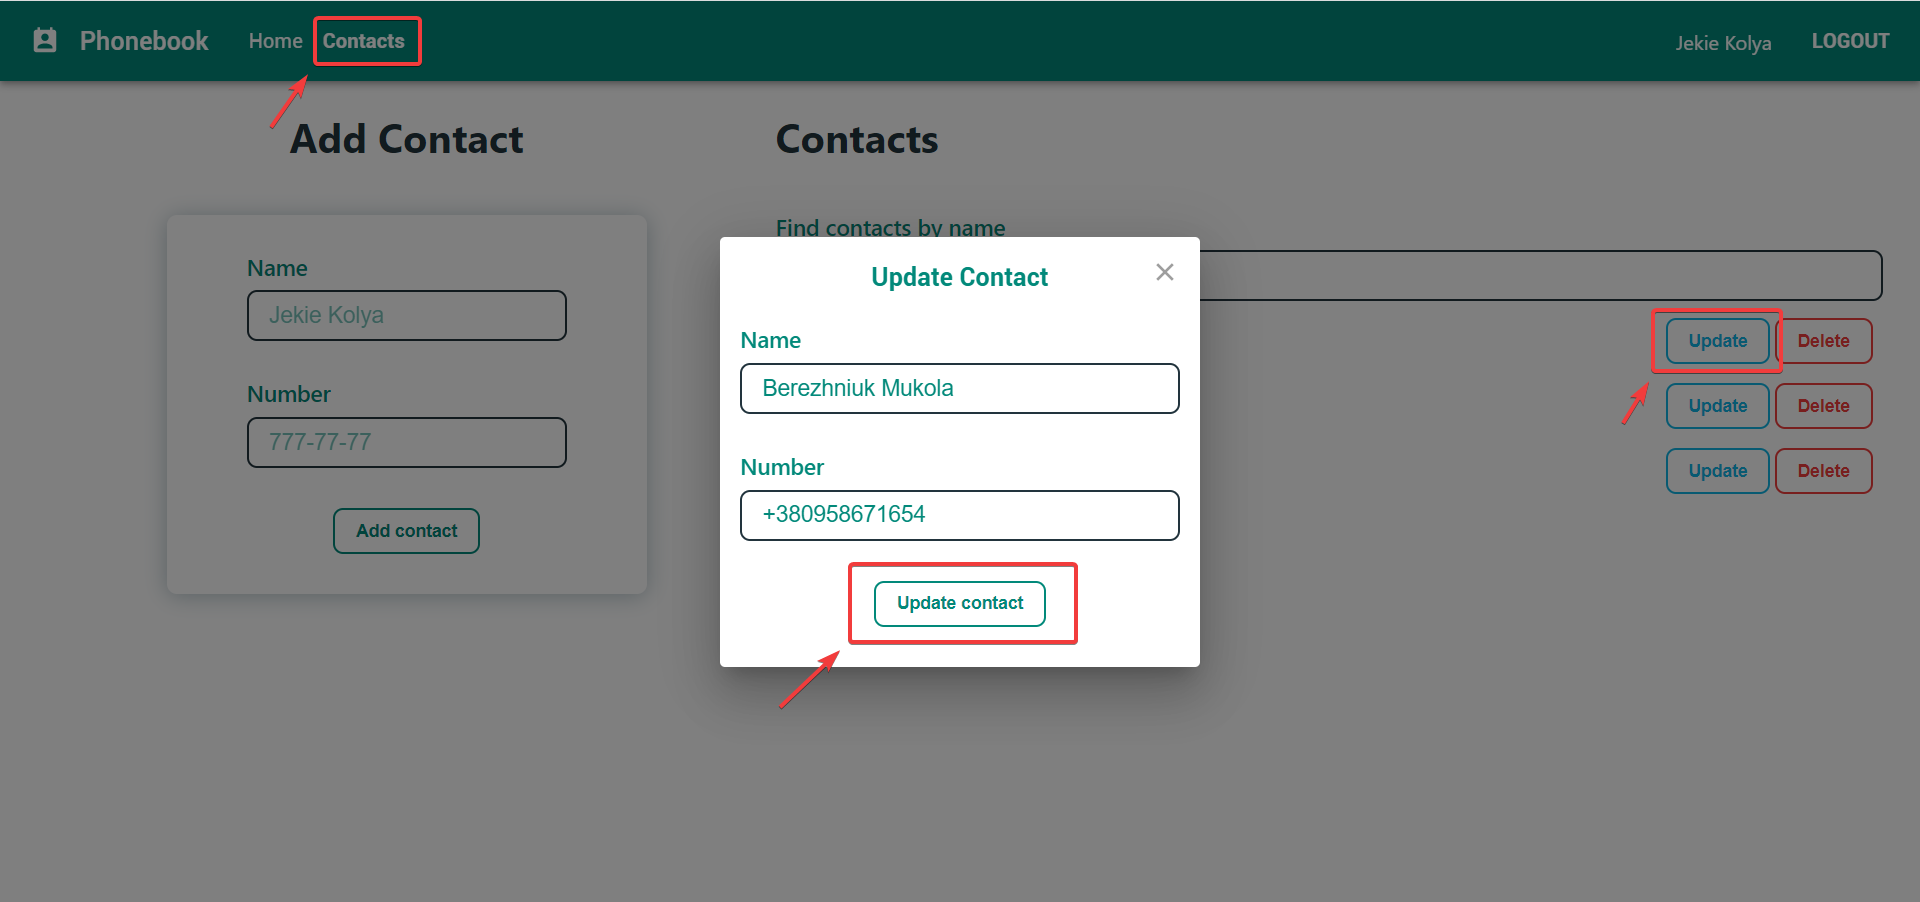 Phonebook Home Contacts Jekie Kolya LOGOUT
Add Contact
Name
Jekie Kolya
Number
777-77-77
Add contact
Contacts
Find contacts by name
Update Delete
Update Delete
Update Delete
Update Contact
Name
Berezhniuk Mukola
Number
+380958671654
Update contact